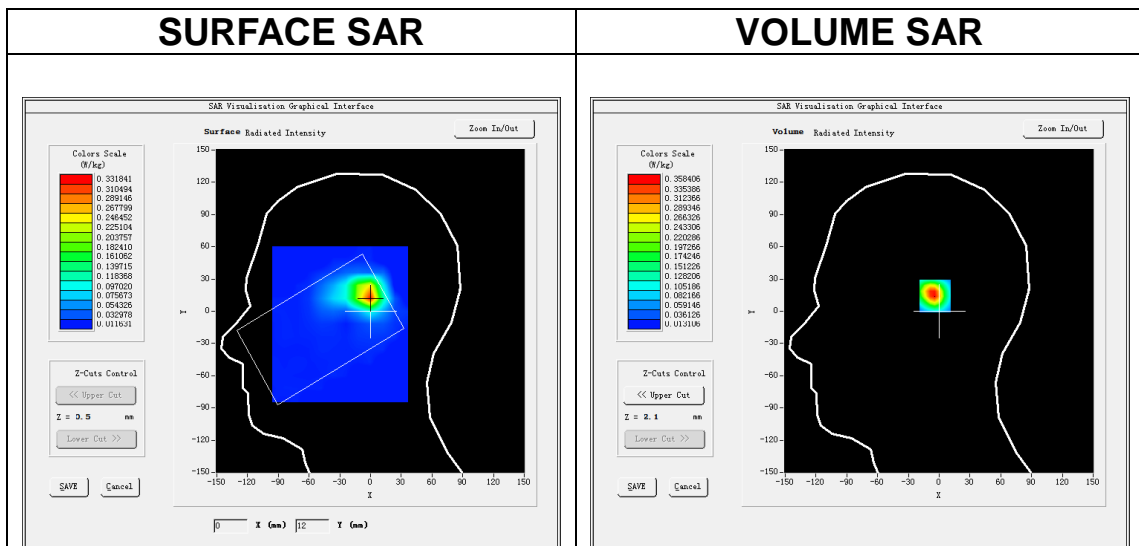 SURFACE SAR
VOLUME SAR
SAR Visualisation Graphical Interface
Surface Radiated Intensity
Zoom In/Out
Colors Scale
(W/kg)
0.331841
0.310494
0.289146
0.267799
0.246452
0.225104
0.203757
0.182410
0.161062
0.139715
0.118368
0.097020
0.075673
0.054326
0.032978
0.011631
150
120
90
60
30
0
-30
-60
-90
-120
-150
Y
-150 -120 -90 -60 -30 0 30 60 90 120 150
X
Z-Cuts Control
<< Upper Cut
Z = 0.5 mm
Lower Cut >>
SAVE Cancel
0 X (mm) 12 Y (mm)
SAR Visualisation Graphical Interface
Volume Radiated Intensity
Zoom In/Out
Colors Scale
(W/kg)
0.358406
0.335386
0.312366
0.289346
0.266326
0.243306
0.220286
0.197266
0.174246
0.151226
0.128206
0.105186
0.082166
0.059146
0.036126
0.013106
150
120
90
60
30
0
-30
-60
-90
-120
-150
Y
-150 -120 -90 -60 -30 0 30 60 90 120 150
X
Z-Cuts Control
<< Upper Cut
Z = 2.1 mm
Lower Cut >>
SAVE Cancel